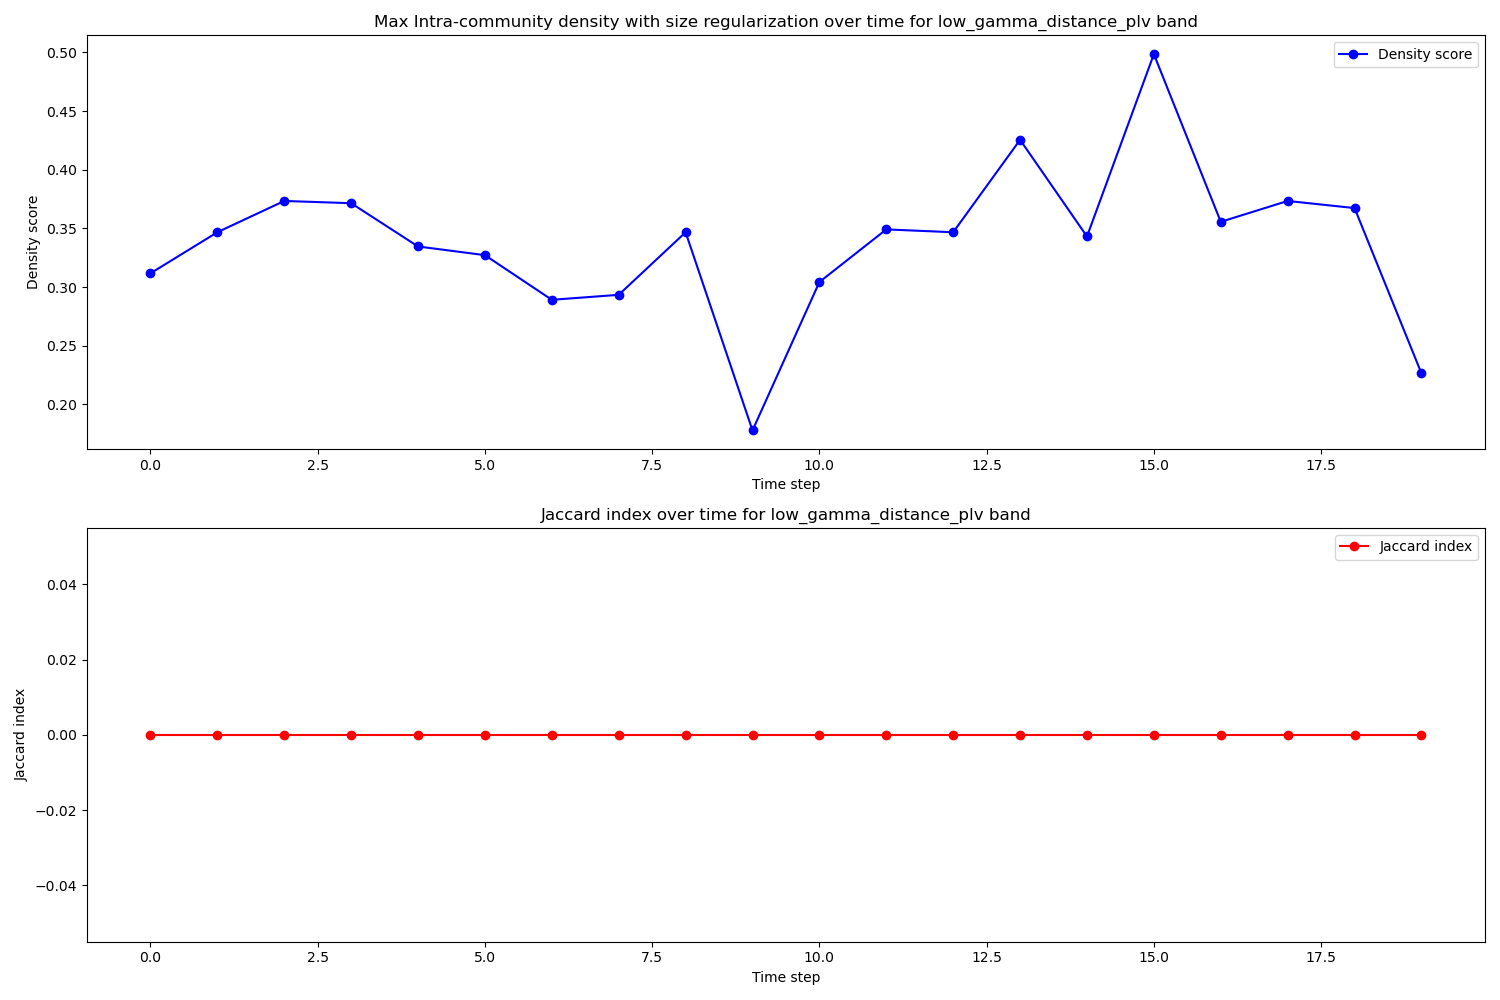 Max Intra-community density with size regularization over time for low_gamma_distance_plv band
Density score
0.50
0.45
0.40
0.35
0.30
0.25
0.20
Density score
0.0 2.5 5.0 7.5 10.0 12.5 15.0 17.5
Time step
Jaccard index over time for low_gamma_distance_plv band
Jaccard index
0.04
0.02
0.00
−0.02
−0.04
Jaccard index
0.0 2.5 5.0 7.5 10.0 12.5 15.0 17.5
Time step